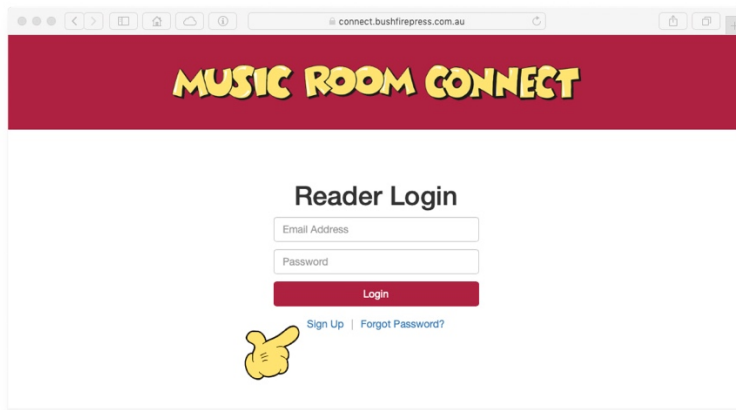 connect.bushfirepress.com.au
MUSIC ROOM CONNECT
Reader Login
Email Address
Password
Login
Sign Up | Forgot Password?